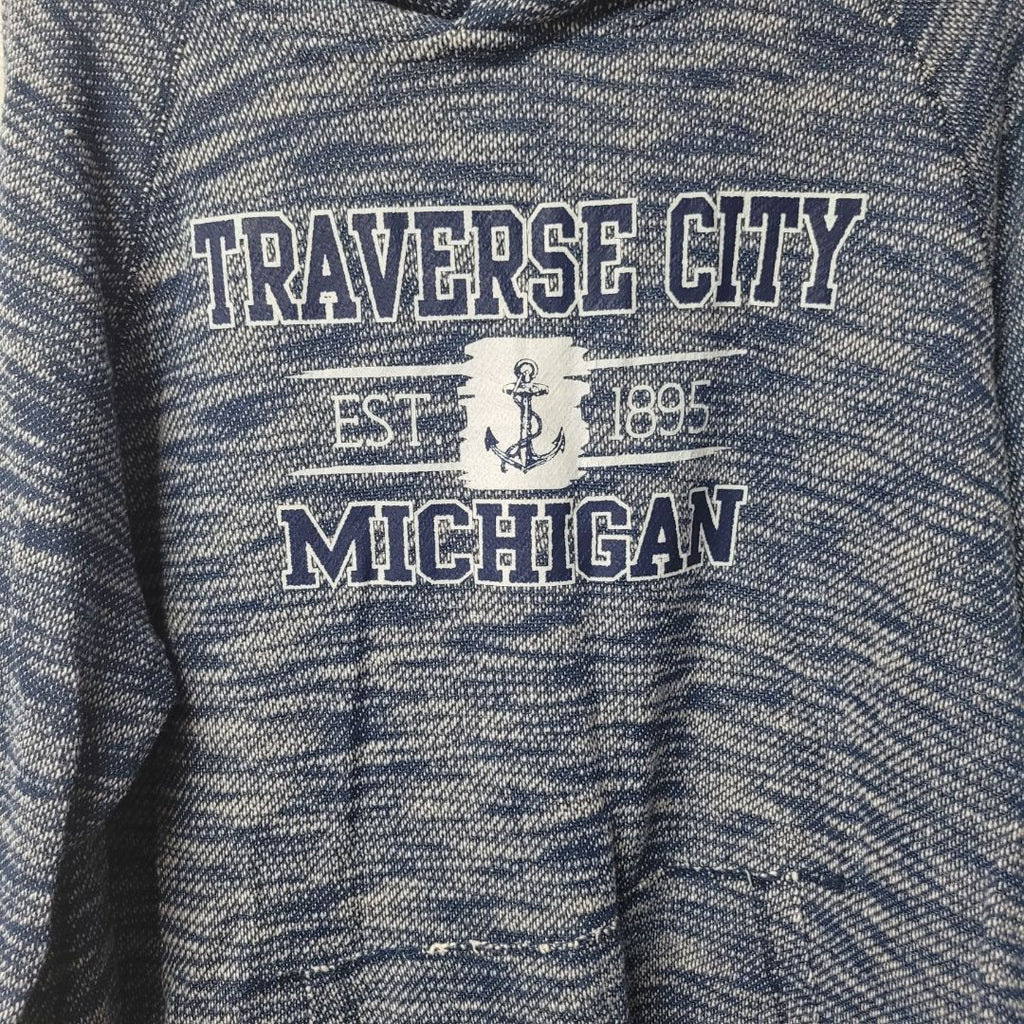 TRAVERSE CITY
EST. 1895
MICHIGAN